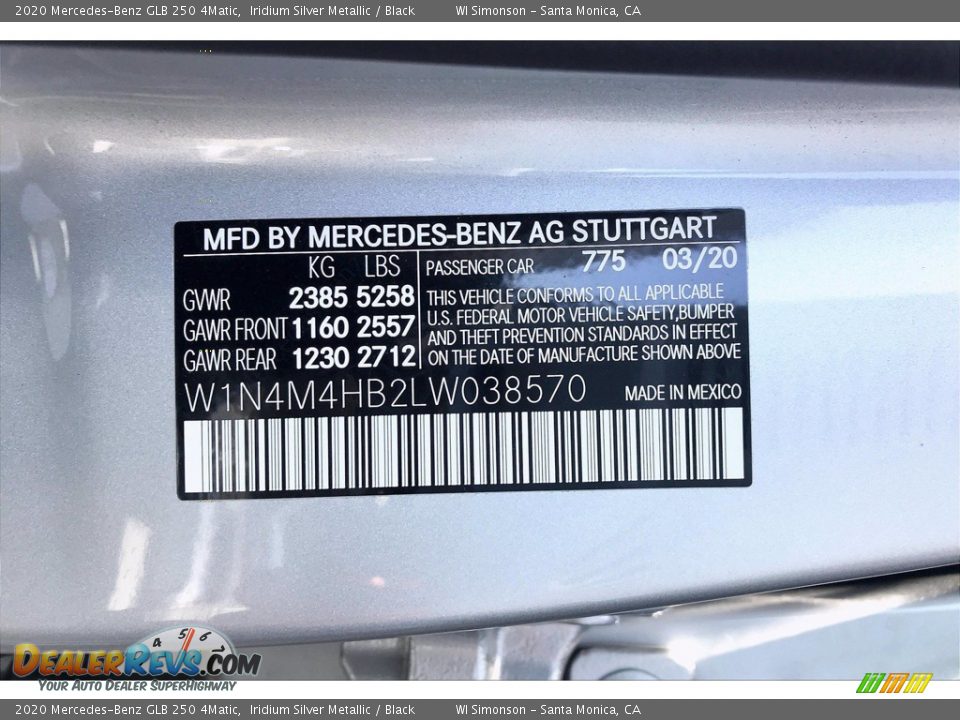 2020 Mercedes-Benz GLB 250 4Matic, Iridium Silver Metallic / Black WI Simonson - Santa Monica, CA
MFD BY MERCEDES-BENZ AG STUTTGART
KG LBS
GVWR 2385 5258
GAWR FRONT 1160 2557
GAWR REAR 1230 2712
PASSENGER CAR 775 03/20
THIS VEHICLE CONFORMS TO ALL APPLICABLE
U.S. FEDERAL MOTOR VEHICLE SAFETY,BUMPER
AND THEFT PREVENTION STANDARDS IN EFFECT
ON THE DATE OF MANUFACTURE SHOWN ABOVE
W1N4M4HB2LW038570 MADE IN MEXICO
4 5 6 7
DEALERREVS.COM
YOUR AUTO DEALER SUPERHIGHWAY
2020 Mercedes-Benz GLB 250 4Matic, Iridium Silver Metallic / Black WI Simonson - Santa Monica, CA